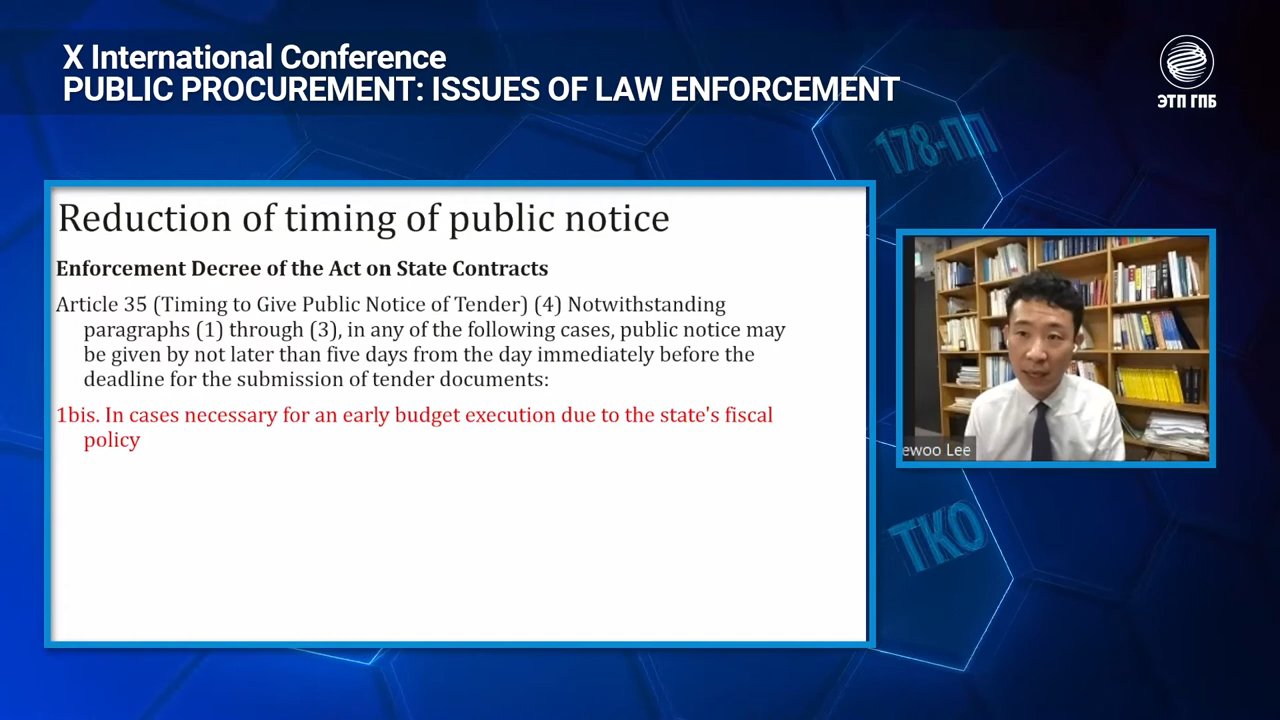 X International Conference
PUBLIC PROCUREMENT: ISSUES OF LAW ENFORCEMENT
ЭТП ГПБ
178-ПП
Reduction of timing of public notice
Enforcement Decree of the Act on State Contracts
Article 35 (Timing to Give Public Notice of Tender) (4) Notwithstanding
paragraphs (1) through (3), in any of the following cases, public notice may
be given by not later than five days from the day immediately before the
deadline for the submission of tender documents:
1bis. In cases necessary for an early budget execution due to the state's fiscal
policy
ewoo Lee
ТКО